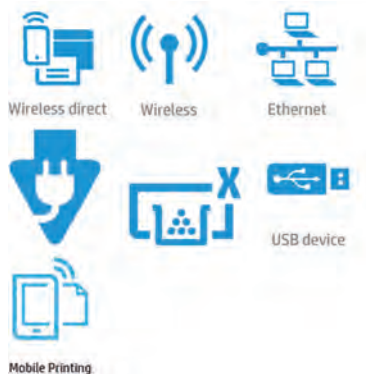 Wireless direct
Wireless
Ethernet
X
USB device
Mobile Printing